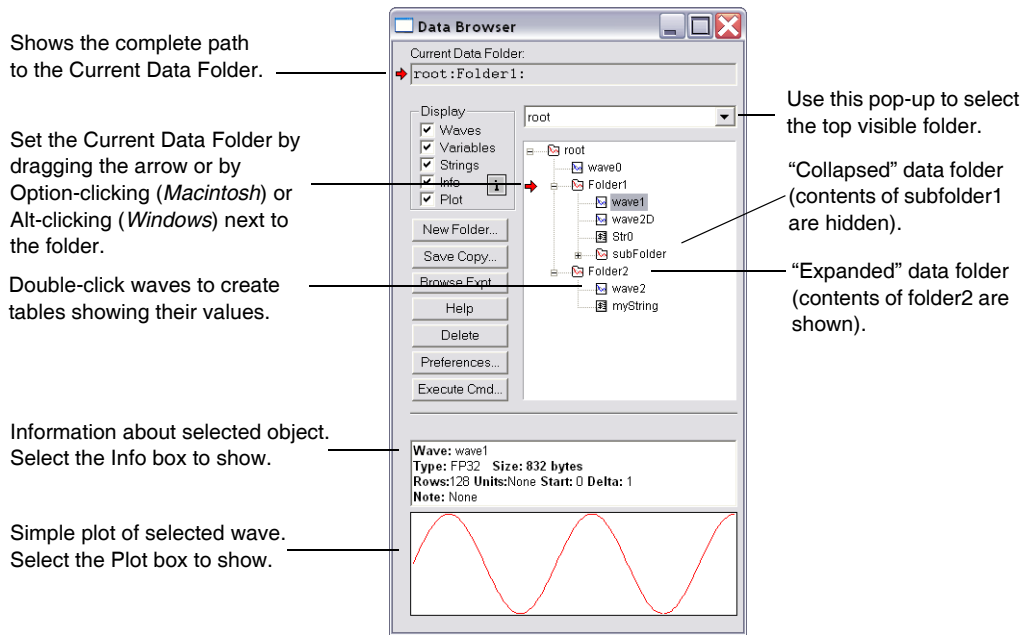 Data Browser
Shows the complete path
to the Current Data Folder.
Current Data Folder:
root:Folder1:
Use this pop-up to select
the top visible folder.
Set the Current Data Folder by
dragging the arrow or by
Option-clicking (Macintosh) or
Alt-clicking (Windows) next to
the folder.
Display
Waves
Variables
Strings
Info
i
Plot
root
root
wave0
Folder1
wave1
wave2D
Str0
subFolder
Folder2
wave2
myString
“Collapsed” data folder
(contents of subfolder1
are hidden).
“Expanded” data folder
(contents of folder2 are
shown).
Double-click waves to create
tables showing their values.
New Folder...
Save Copy...
Browse Expt...
Help
Delete
Preferences...
Execute Cmd...
Information about selected object.
Select the Info box to show.
Wave: wave1
Type: FP32 Size: 832 bytes
Rows:128 Units:None Start: 0 Delta: 1
Note: None
Simple plot of selected wave.
Select the Plot box to show.